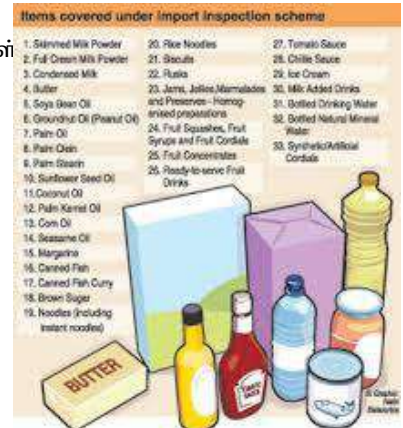 Items covered under import inspection scheme
ள்
1. Skimmed Milk Powder
2. Full Cream Milk Powder
3. Condensed Milk
4. Butter
5. Soya Bean Oil
6. Groundnut Oil (Peanut Oil)
7. Palm Oil
8. Palm Olein
9. Palm Stearin
10. Sunflower Seed Oil
11. Coconut Oil
12. Palm Kernel Oil
13. Corn Oil
14. Seasame Oil
15. Margarine
16. Canned Fish
17. Canned Fish Curry
18. Brown Sugar
19. Noodles (including
instant noodles)
20. Rice Noodles
21. Biscuits
22. Rusks
23. Jams, Jellies, Marmalades
and Preserves - Homog-
enised preparations
24. Fruit Squashes, Fruit
Syrups and Fruit Cordials
25. Fruit Concentrates
26. Ready-to-serve Fruit
Drinks
27. Tomato Sauce
28. Chillie Sauce
29. Ice Cream
30. Milk Added Drinks
31. Bottled Drinking Water
32. Bottled Natural Mineral
Water
33. Synthetic/Artificial
Cordials
BUTTER
TOMATO
SAUCE